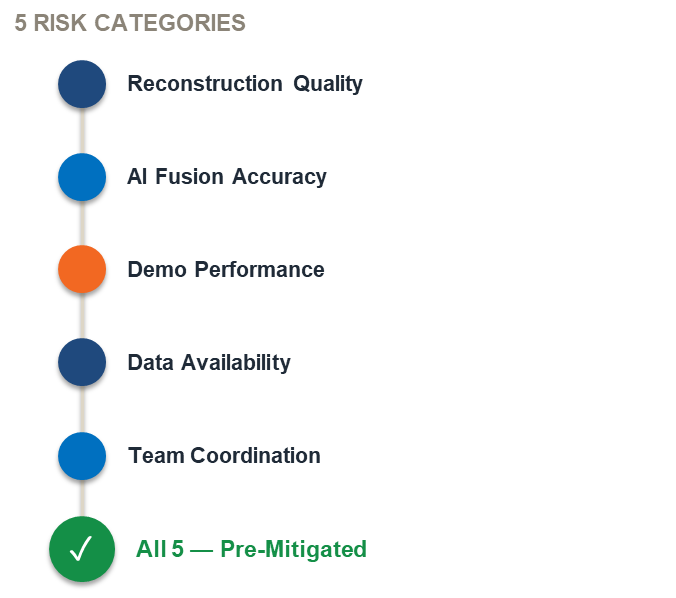 5 RISK CATEGORIES
Reconstruction Quality
AI Fusion Accuracy
Demo Performance
Data Availability
Team Coordination
✓ All 5 — Pre-Mitigated